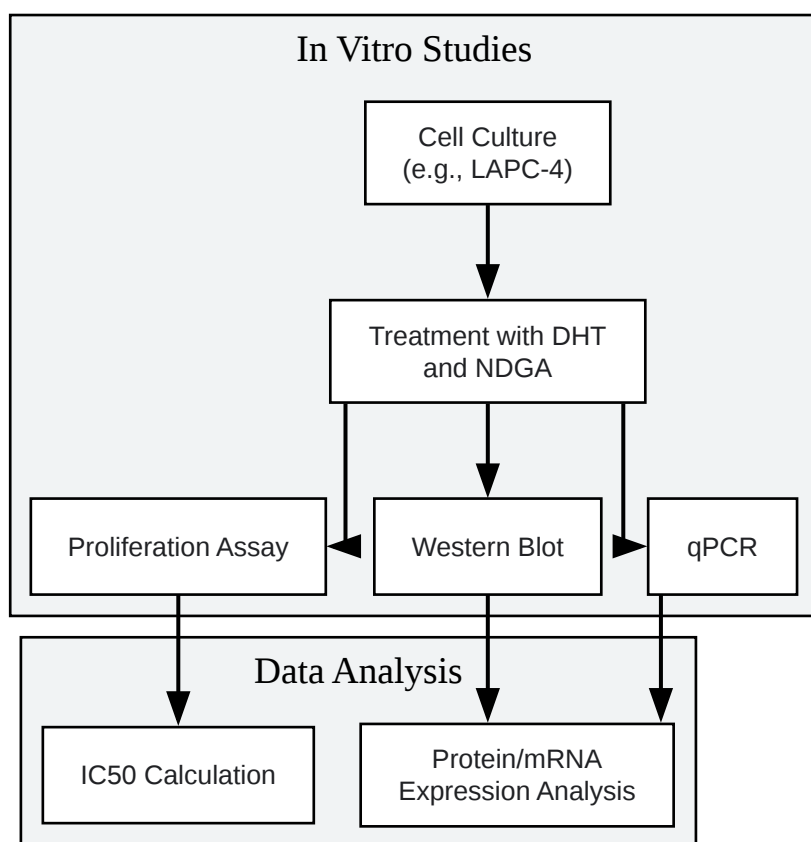 In Vitro Studies
Cell Culture
(e.g., LAPC-4)
Treatment with DHT
and NDGA
Proliferation Assay
Western Blot
qPCR
Data Analysis
IC50 Calculation
Protein/mRNA
Expression Analysis